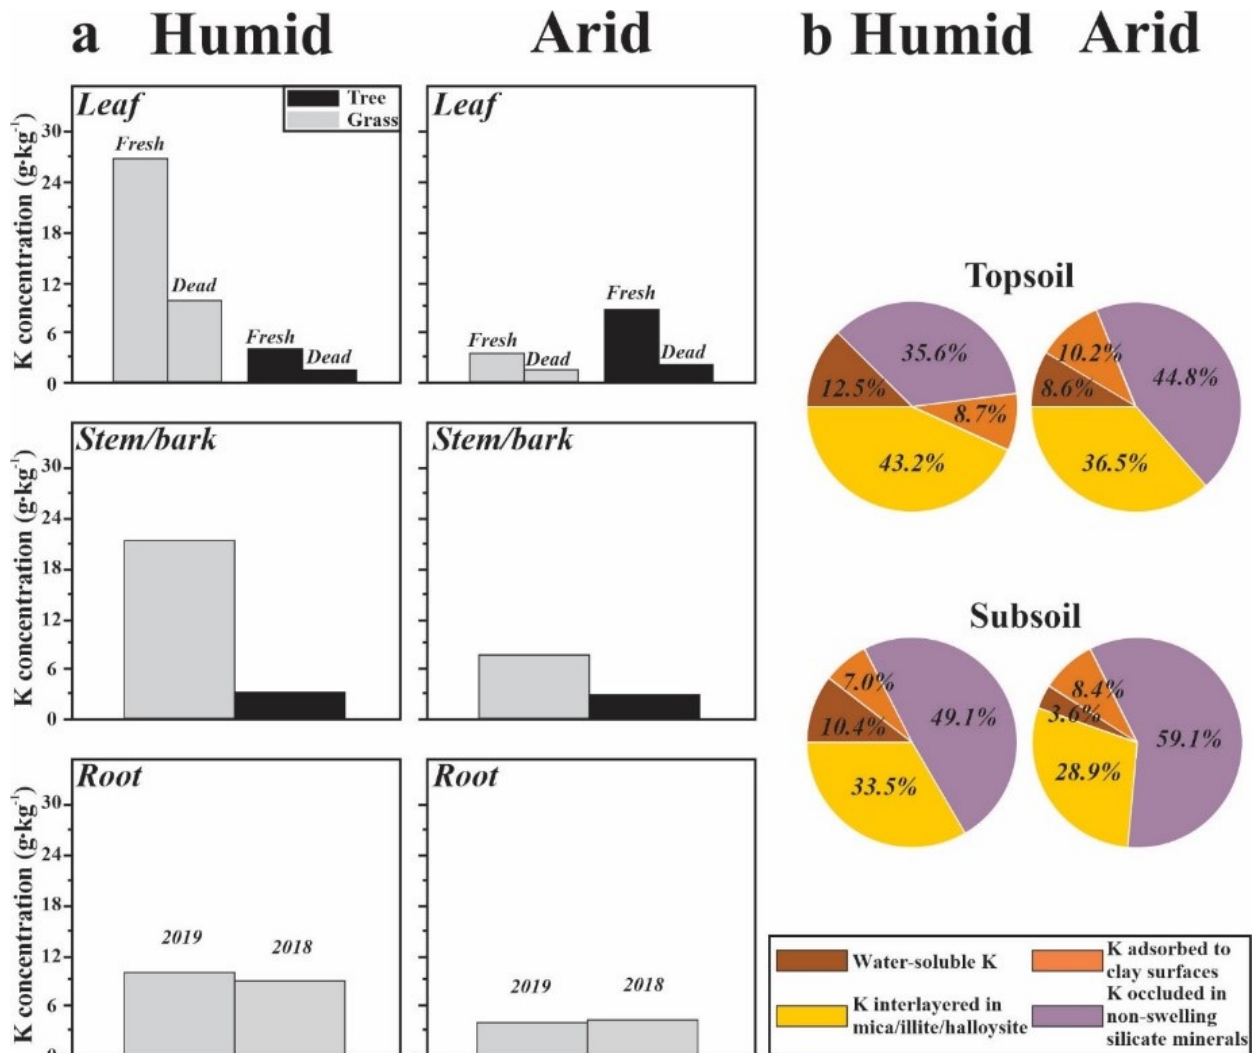 a Humid Arid b Humid Arid
K concentration (g·kg-1)
Leaf
Tree
Grass
30
24
18
12
6
0
Fresh
Dead
Fresh
Dead
Leaf
Fresh
Dead
Fresh
Dead
K concentration (g·kg-1)
Stem/bark
30
24
18
12
6
0
Stem/bark
K concentration (g·kg-1)
Root
30
24
18
12
6
0
2019
2018
Root
2019
2018
Topsoil
35.6%
12.5%
8.7%
43.2%
10.2%
8.6%
44.8%
36.5%
Subsoil
7.0%
10.4%
49.1%
33.5%
8.4%
3.6%
59.1%
28.9%
Water-soluble K
K adsorbed to
clay surfaces
K interlayered in
mica/illite/halloysite
K occluded in
non-swelling
silicate minerals